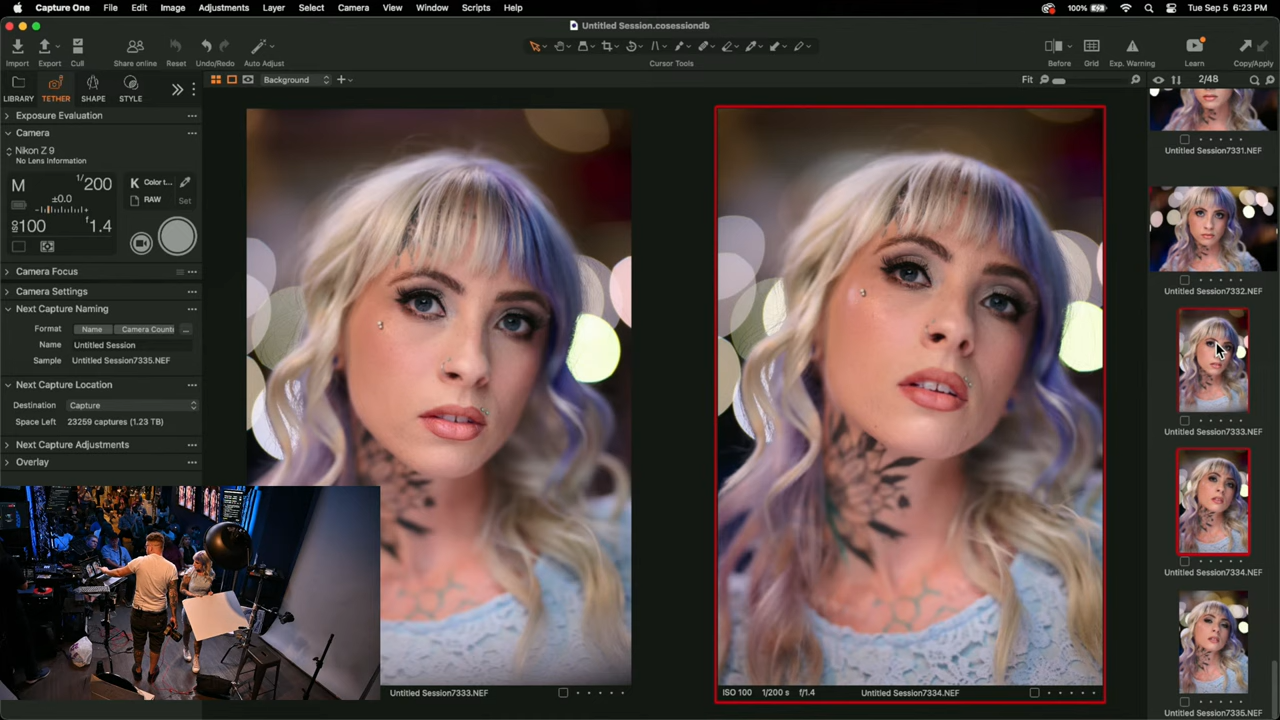 Capture One File Edit Image Adjustments Layer Select Camera View Window Scripts Help 100% Tue Sep 5 6:23 PM
Untitled Session.cosessiondb
Import Export Cull Share online Reset Undo/Redo Auto Adjust Cursor Tools Before Grid Exp. Warning Learn Copy/Apply
Background Fit 2/48
LIBRARY TETHER SHAPE STYLE
Exposure Evaluation
Camera
Nikon Z 9
No Lens Information
M 1/200 K Color t...
±0.0 RAW Set
ISO 100 f 1.4
Camera Focus
Camera Settings
Next Capture Naming
Format Name Camera Counti ...
Name Untitled Session
Sample Untitled Session7335.NEF
Next Capture Location
Destination Capture
Space Left 23259 captures (1.23 TB)
Next Capture Adjustments
Overlay
Untitled Session7333.NEF
ISO 100 1/200 s f/1.4 Untitled Session7334.NEF
Untitled Session7331.NEF
Untitled Session7332.NEF
Untitled Session7333.NEF
Untitled Session7334.NEF
Untitled Session7335.NEF